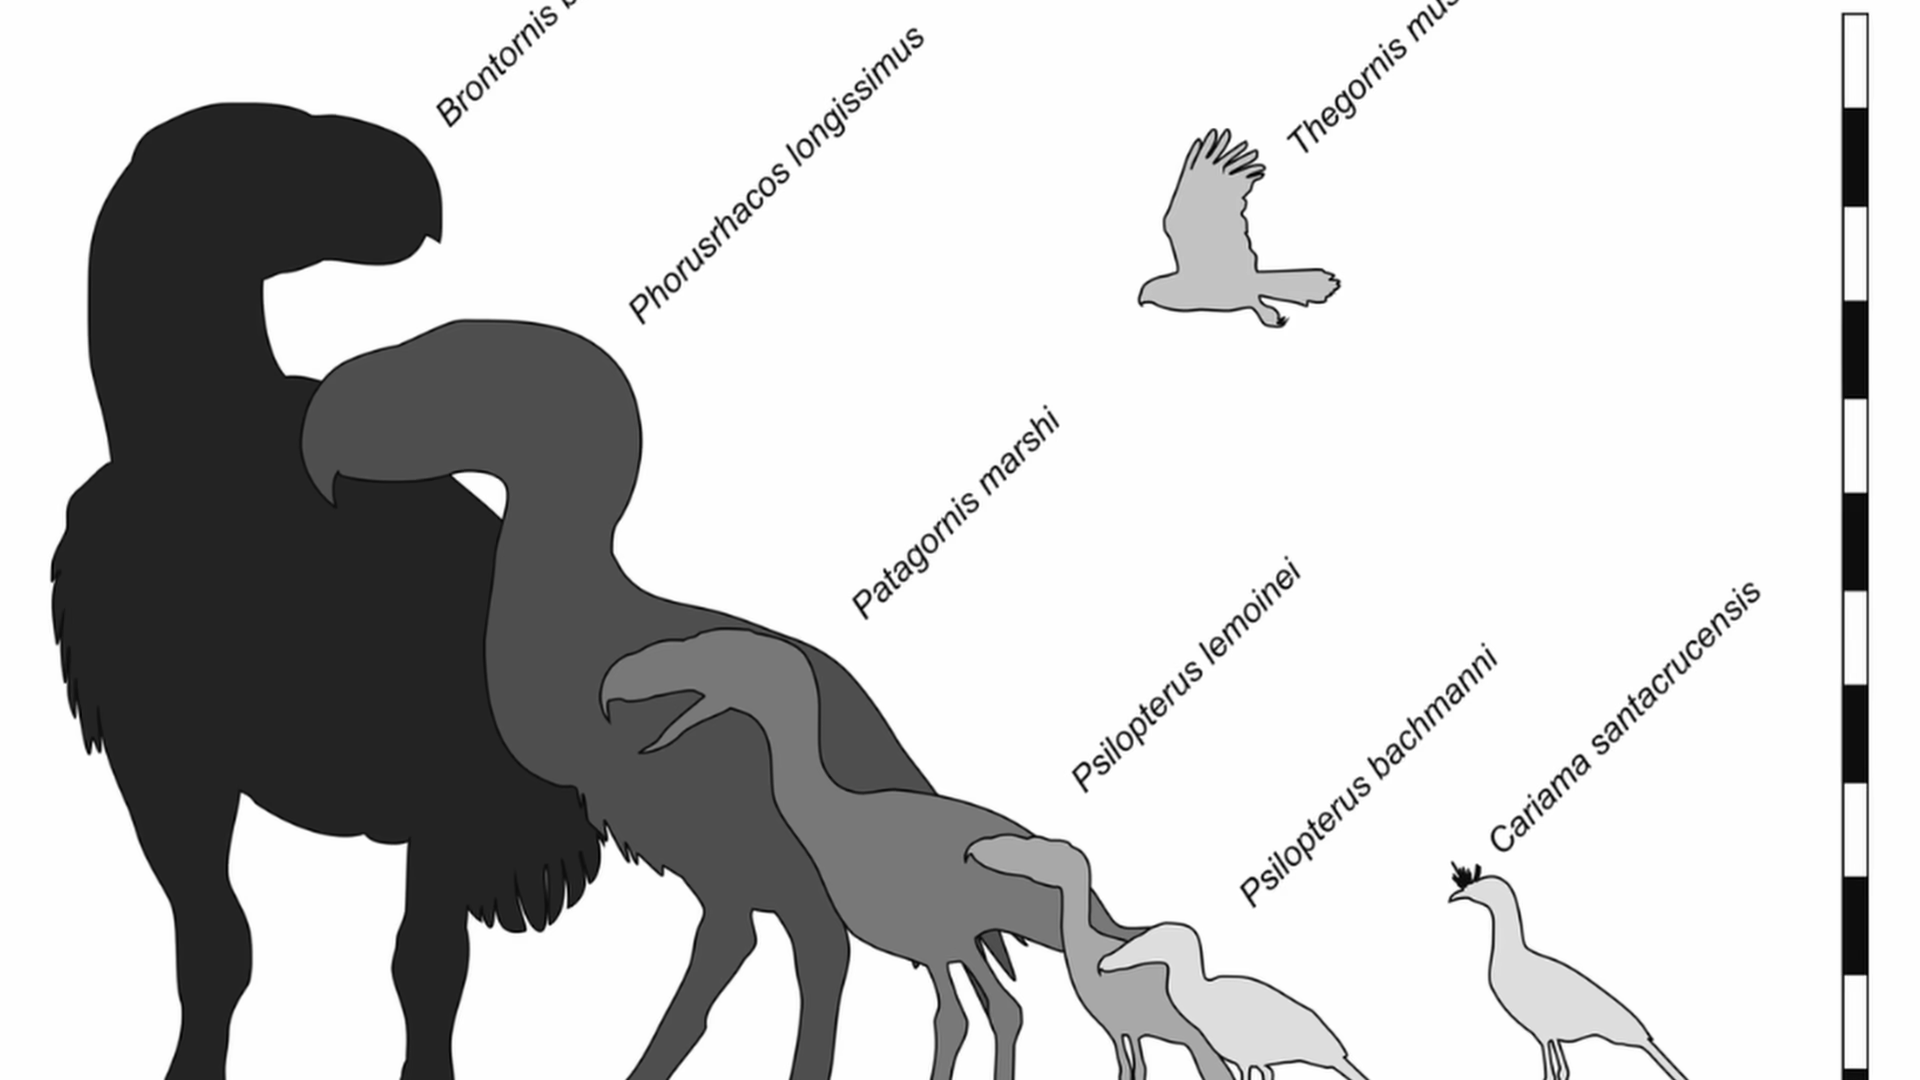 Brontornis
Phorusrhacos longissimus
Thegornis
Patagornis marshi
Psilopterus lemoinei
Psilopterus bachmanni
Cariama santacrucensis